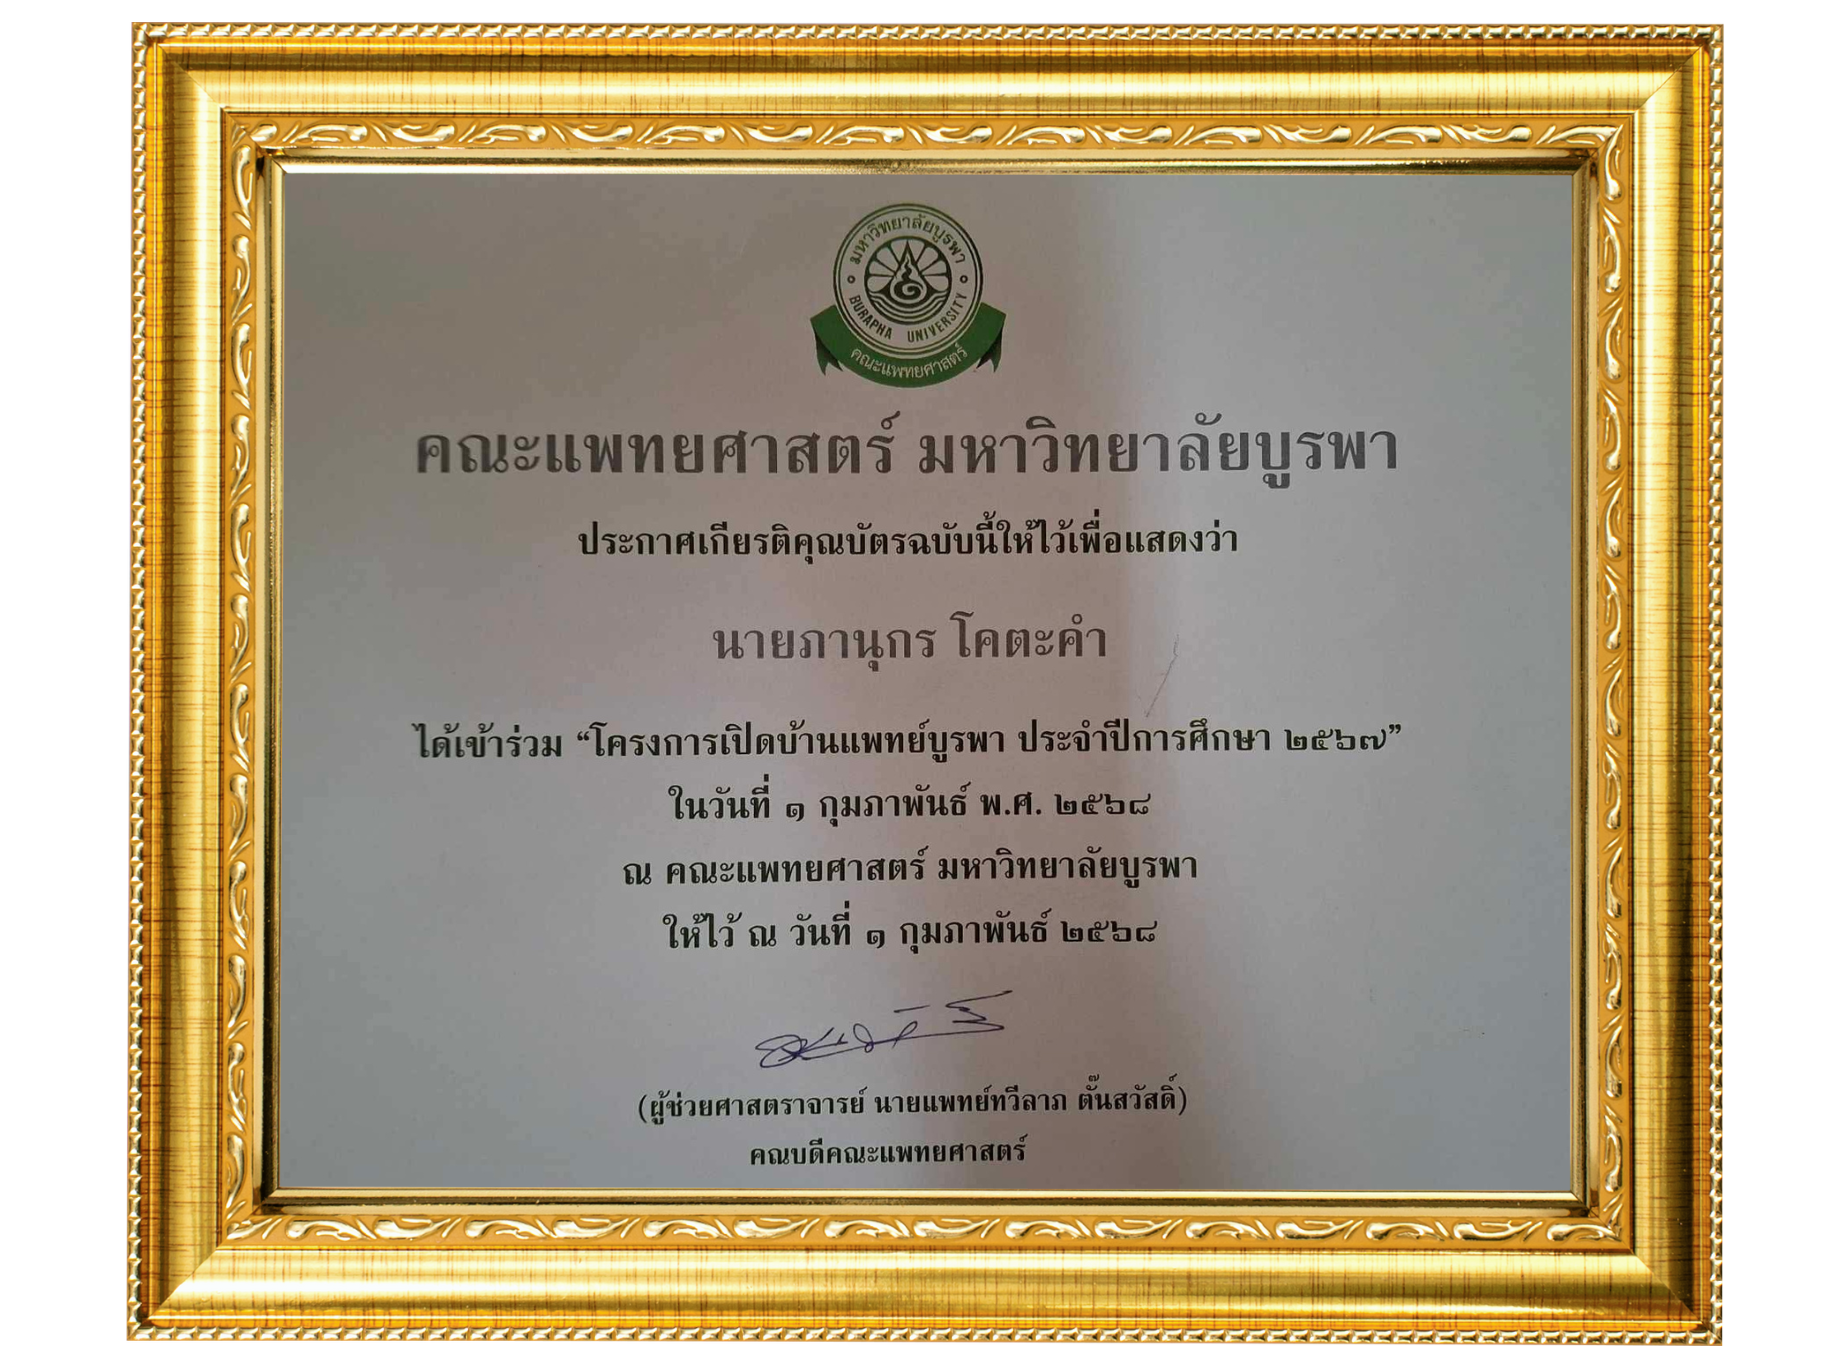 มหาวิทยาลัยบูรพา
BURAPHA UNIVERSITY
คณะแพทยศาสตร์
คณะแพทยศาสตร์ มหาวิทยาลัยบูรพา
ประกาศเกียรติคุณบัตรฉบับนี้ให้ไว้เพื่อแสดงว่า
นายภานุกร โคตะคำ
ได้เข้าร่วม “โครงการเปิดบ้านแพทย์บูรพา ประจำปีการศึกษา ๒๕๖๗”
ในวันที่ ๑ กุมภาพันธ์ พ.ศ. ๒๕๖๘
ณ คณะแพทยศาสตร์ มหาวิทยาลัยบูรพา
ให้ไว้ ณ วันที่ ๑ กุมภาพันธ์ ๒๕๖๘
(ผู้ช่วยศาสตราจารย์ นายแพทย์ทวีลาภ ตั๊นสวัสดิ์)
คณบดีคณะแพทยศาสตร์